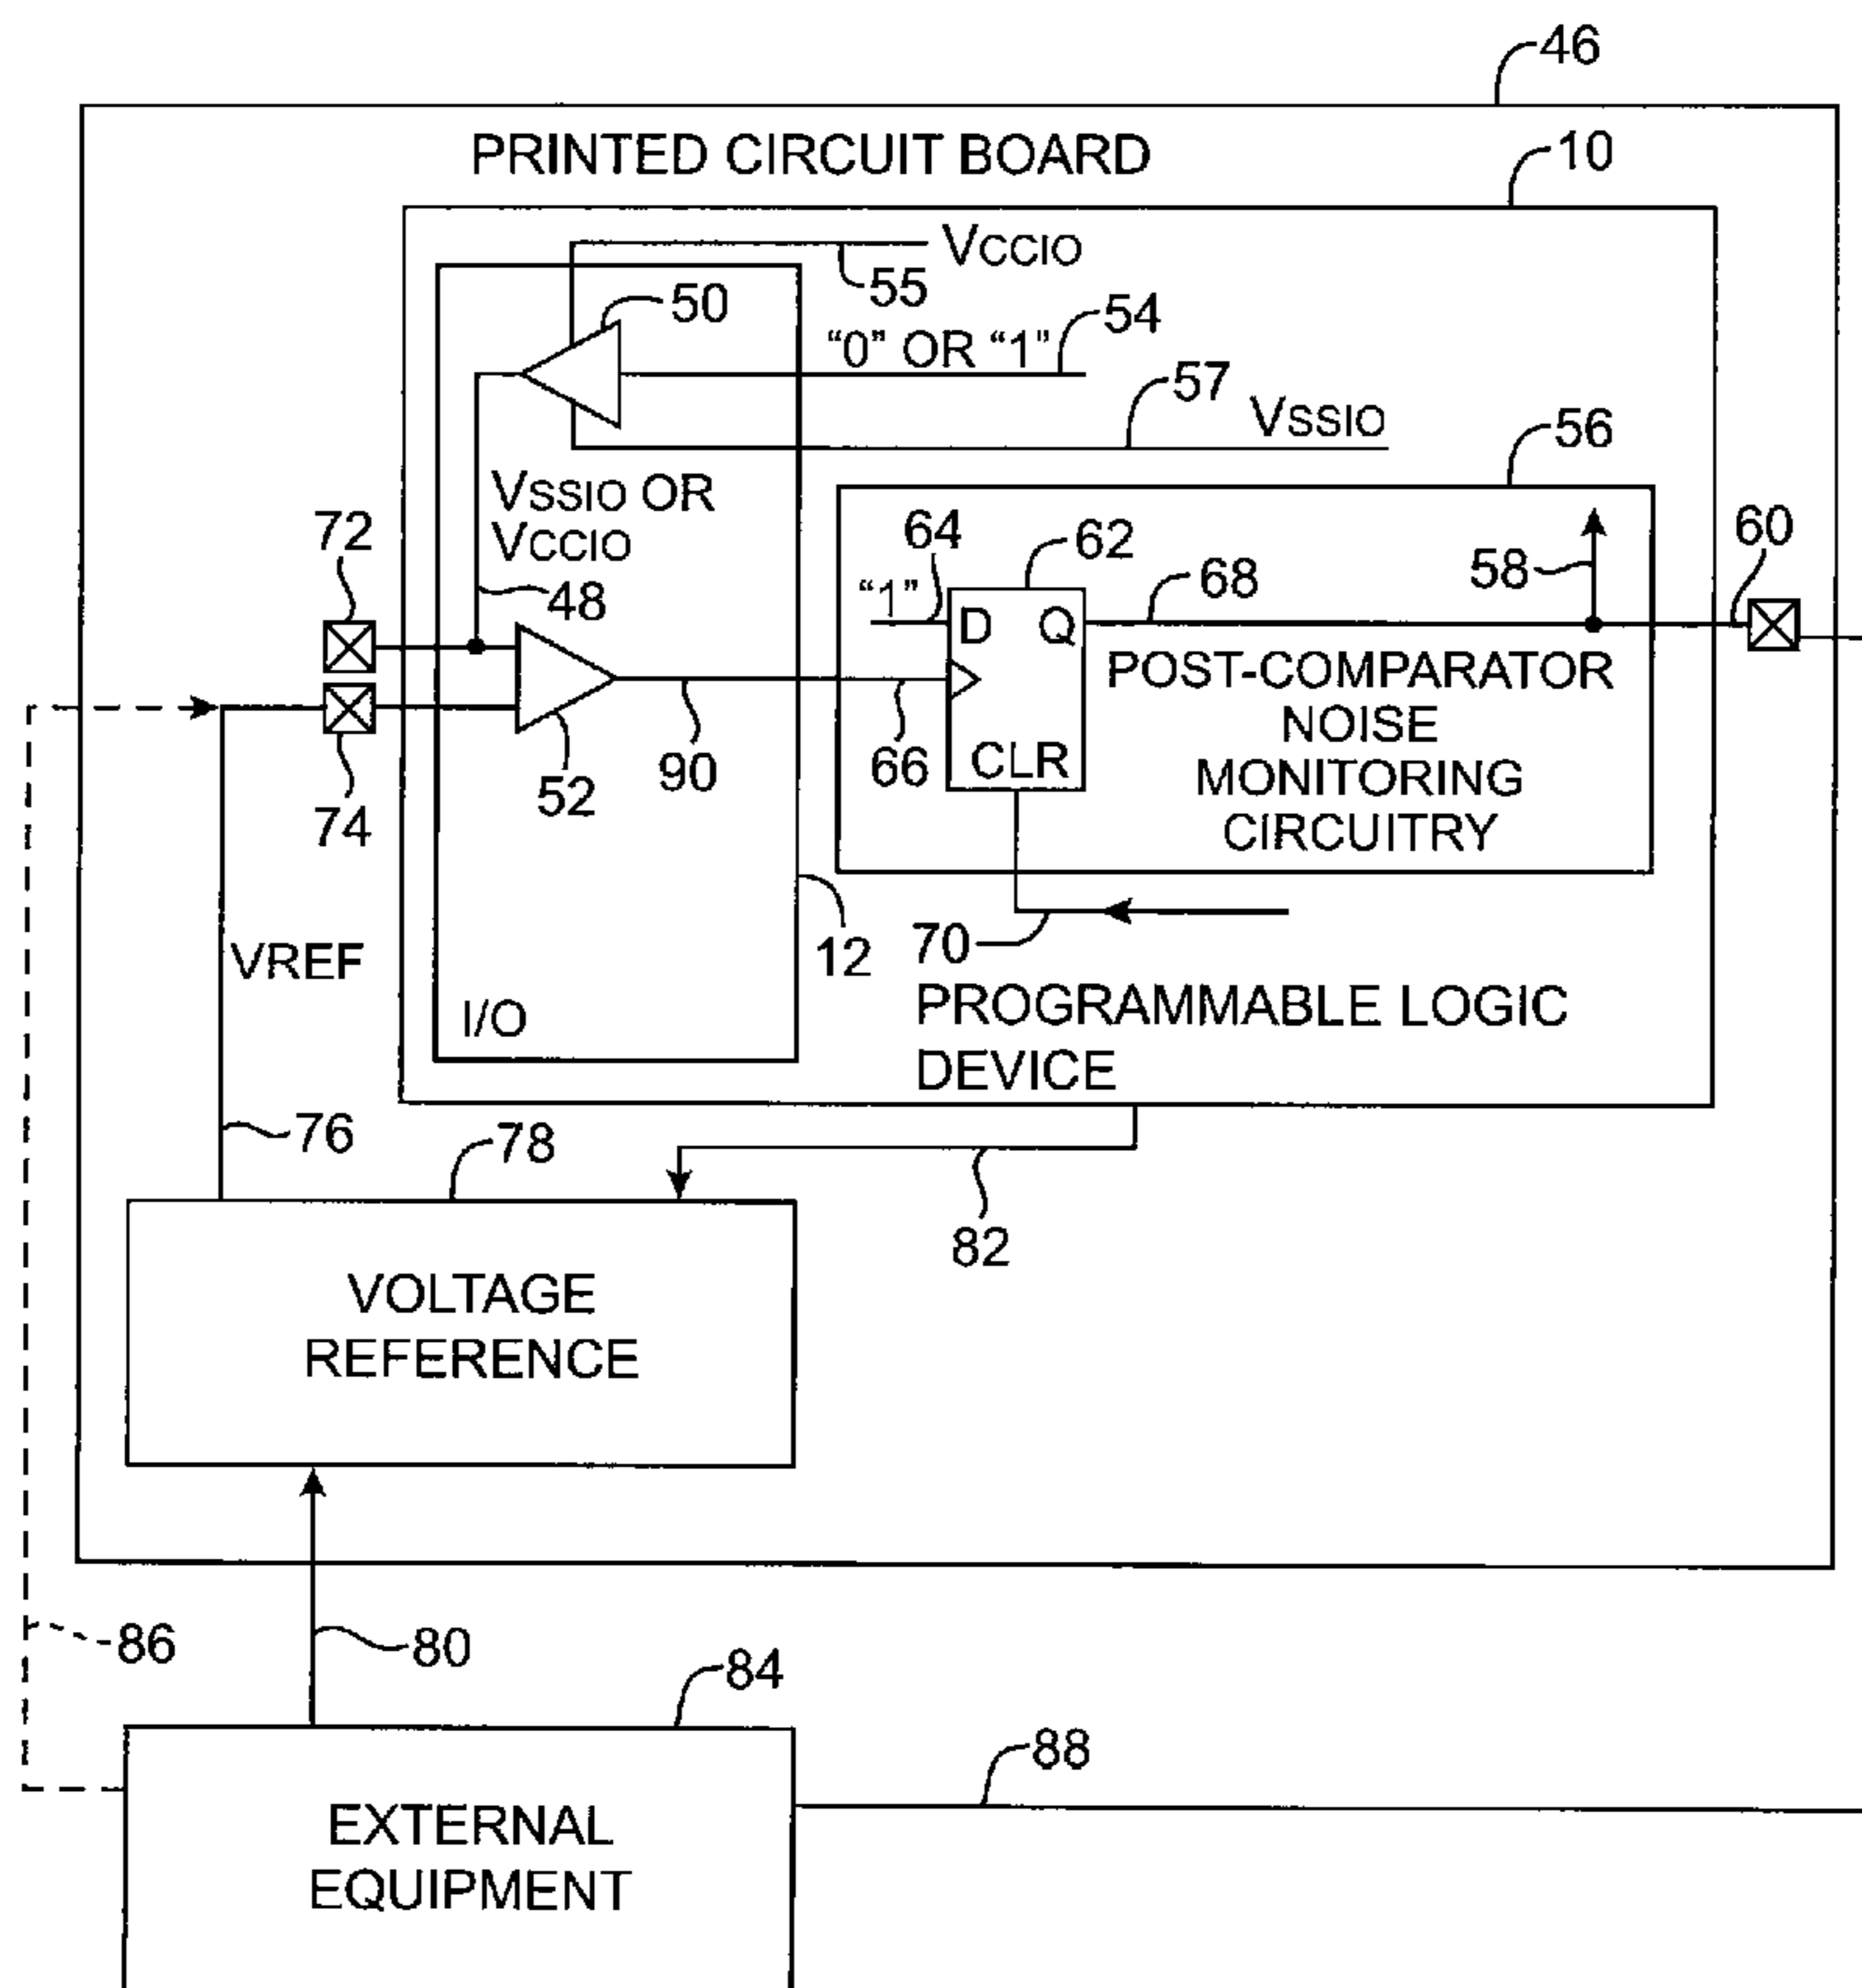 46
PRINTED CIRCUIT BOARD
10
VCCIO
55
50
54
“0” OR “1”
57
VSSIO
56
VSSIO OR
VCCIO
72
64
62
60
58
68
“1”
48
D Q
POST-COMPARATOR
NOISE
MONITORING
CIRCUITRY
CLR
90
66
52
74
12
70
VREF
I/O
PROGRAMMABLE LOGIC
DEVICE
76
78
82
VOLTAGE
REFERENCE
86
80
84
88
EXTERNAL
EQUIPMENT